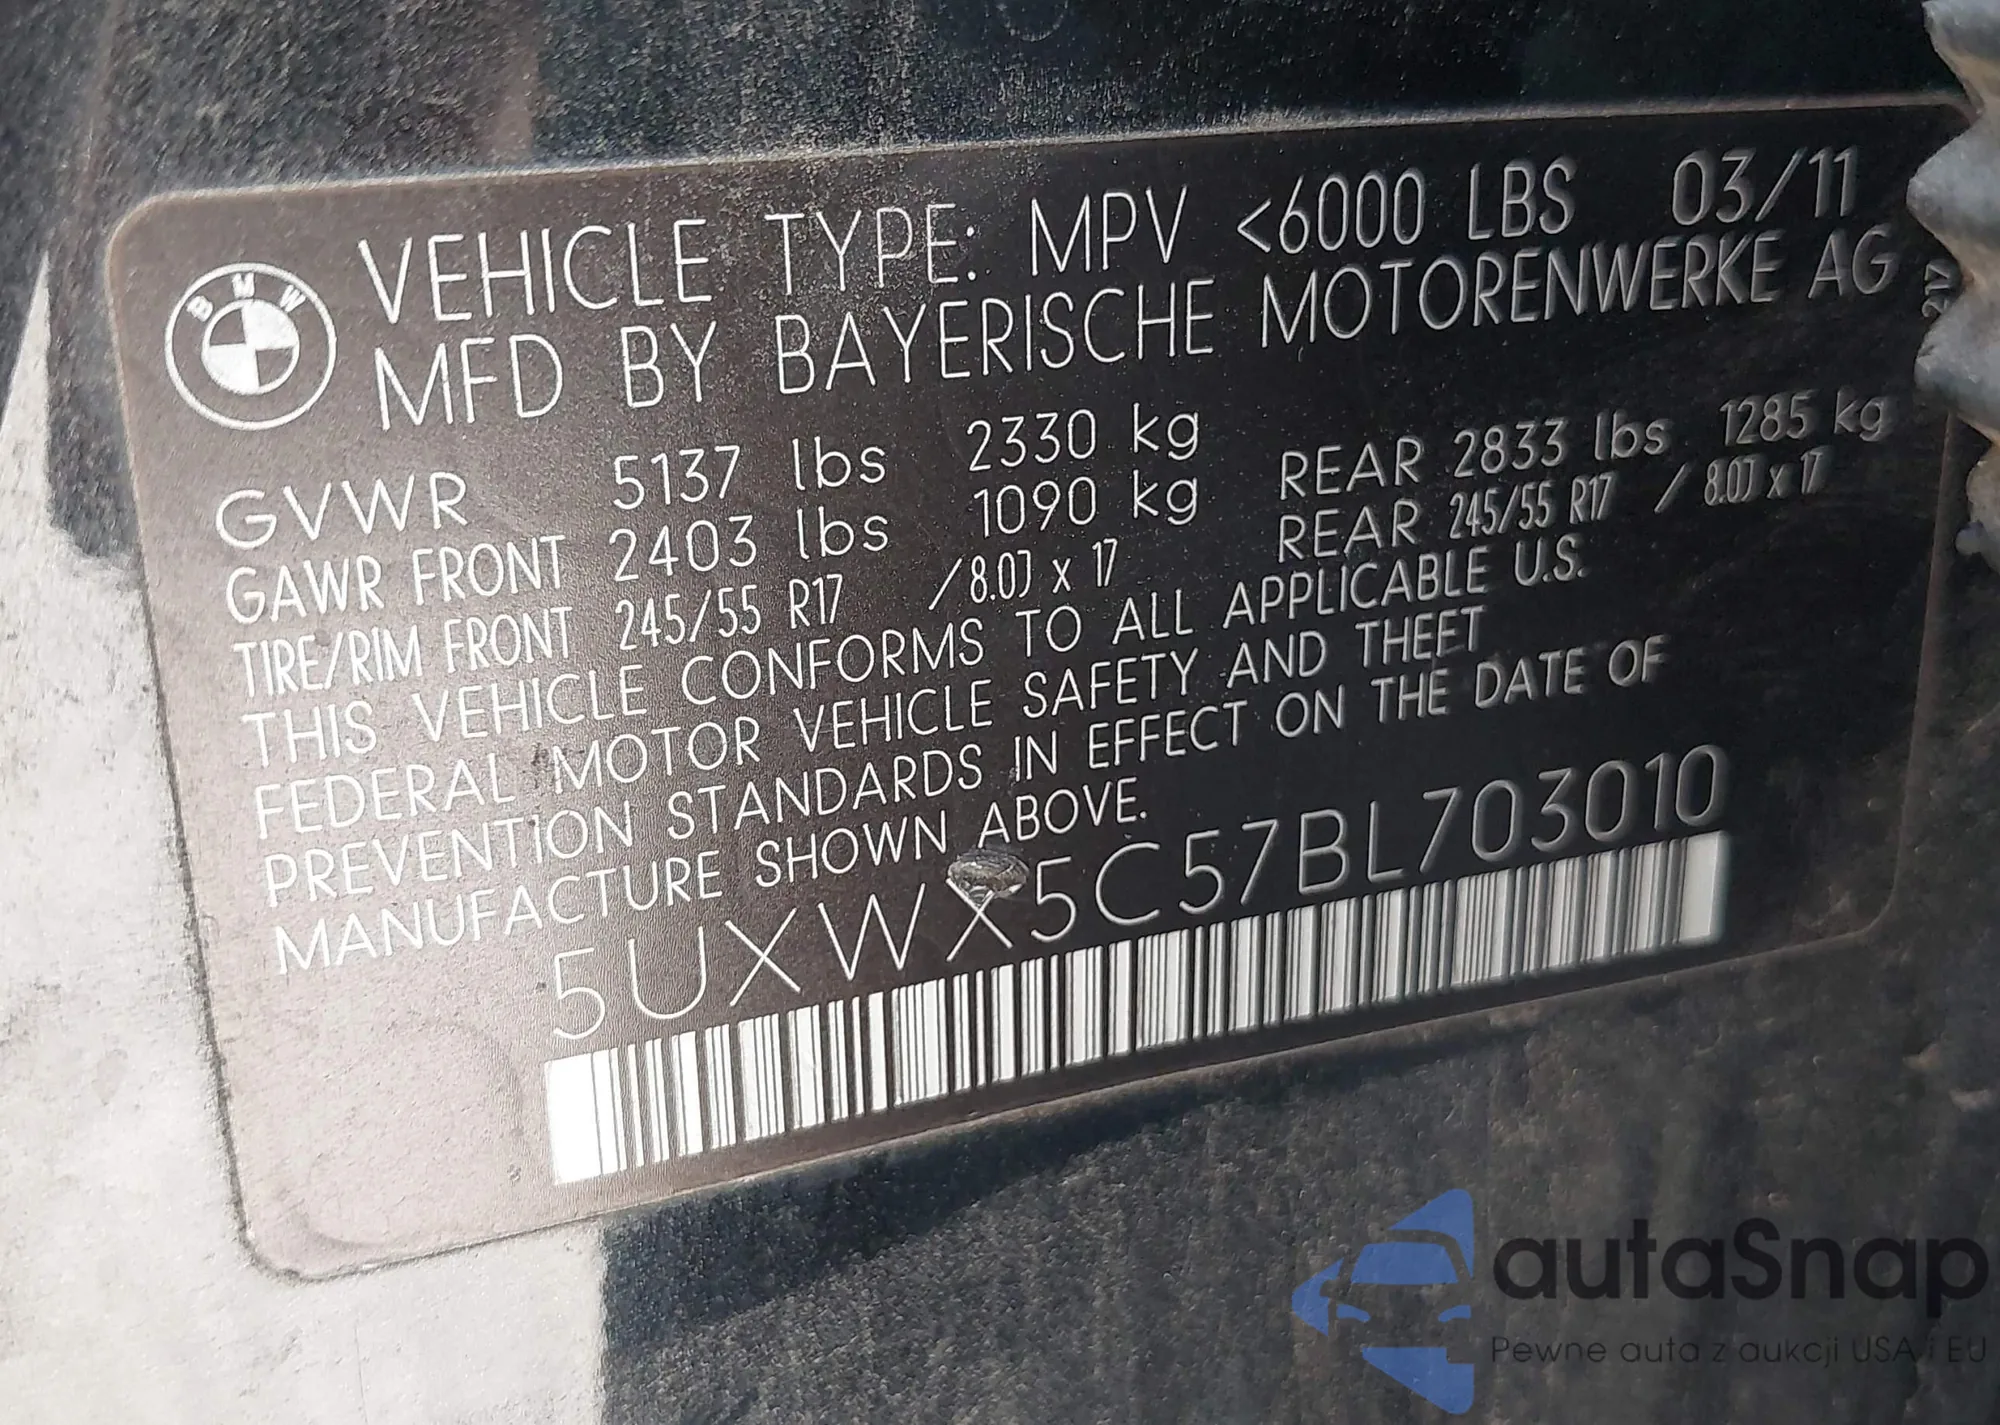 BMW
VEHICLE TYPE: MPV <6000 LBS 03/11
MFD BY BAYERISCHE MOTORENWERKE AG
GVWR 5137 lbs 2330 kg
GAWR FRONT 2403 lbs 1090 kg REAR 2833 lbs 1285 kg
TIRE/RIM FRONT 245/55 R17 /8.0J x 17 REAR 245/55 R17 / 8.0J x 17
THIS VEHICLE CONFORMS TO ALL APPLICABLE U.S.
FEDERAL MOTOR VEHICLE SAFETY AND THEFT
PREVENTION STANDARDS IN EFFECT ON THE DATE OF
MANUFACTURE SHOWN ABOVE.
5UXWX5C57BL703010
autaSnap
Pewne auta z aukcji USA i EU